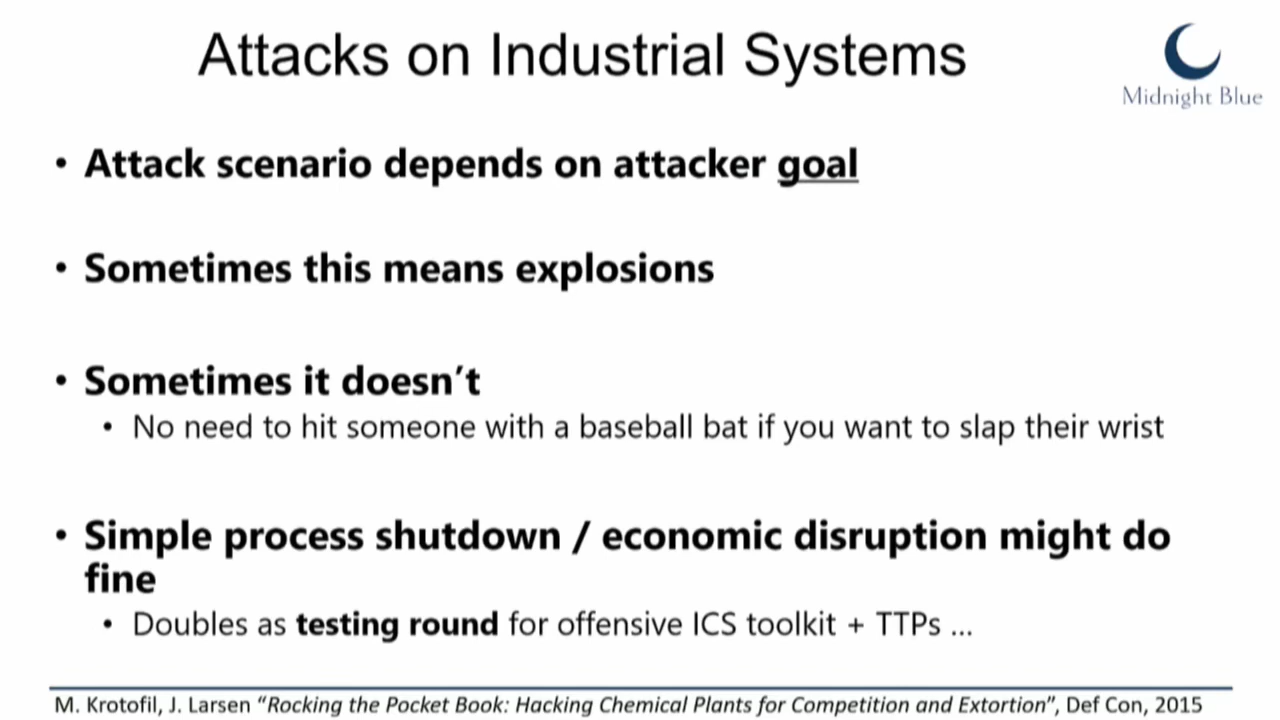 Attacks on Industrial Systems
Midnight Blue
• Attack scenario depends on attacker goal
• Sometimes this means explosions
• Sometimes it doesn't
• No need to hit someone with a baseball bat if you want to slap their wrist
• Simple process shutdown / economic disruption might do
fine
• Doubles as testing round for offensive ICS toolkit + TTPs ...
M. Krotofil, J. Larsen “Rocking the Pocket Book: Hacking Chemical Plants for Competition and Extortion”, Def Con, 2015